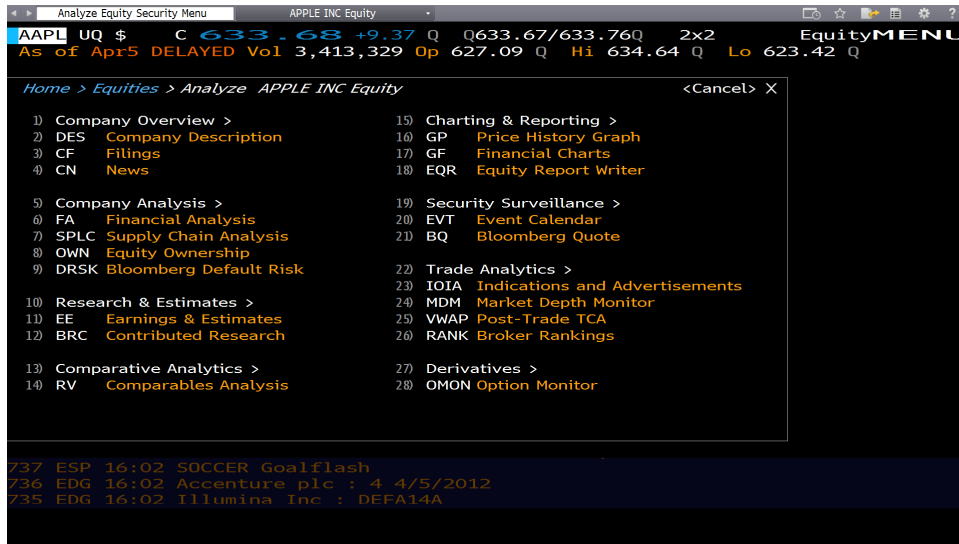 Analyze Equity Security Menu APPLE INC Equity
AAPL UQ $ C 633.68 +9.37 Q Q633.67/633.76Q 2x2 EquityMENU
As of Apr5 DELAYED Vol 3,413,329 Op 627.09 Q Hi 634.64 Q Lo 623.42 Q
Home > Equities > Analyze APPLE INC Equity <Cancel> X
1) Company Overview >
2) DES Company Description
3) CF Filings
4) CN News
5) Company Analysis >
6) FA Financial Analysis
7) SPLC Supply Chain Analysis
8) OWN Equity Ownership
9) DRSK Bloomberg Default Risk
10) Research & Estimates >
11) EE Earnings & Estimates
12) BRC Contributed Research
13) Comparative Analytics >
14) RV Comparables Analysis
15) Charting & Reporting >
16) GP Price History Graph
17) GF Financial Charts
18) EQR Equity Report Writer
19) Security Surveillance >
20) EVT Event Calendar
21) BQ Bloomberg Quote
22) Trade Analytics >
23) IOIA Indications and Advertisements
24) MDM Market Depth Monitor
25) VWAP Post-Trade TCA
26) RANK Broker Rankings
27) Derivatives >
28) OMON Option Monitor
737 ESP 16:02 SOCCER Goalflash
736 EDG 16:02 Accenture plc : 4 4/5/2012
735 EDG 16:02 Illumina Inc : DEFA14A